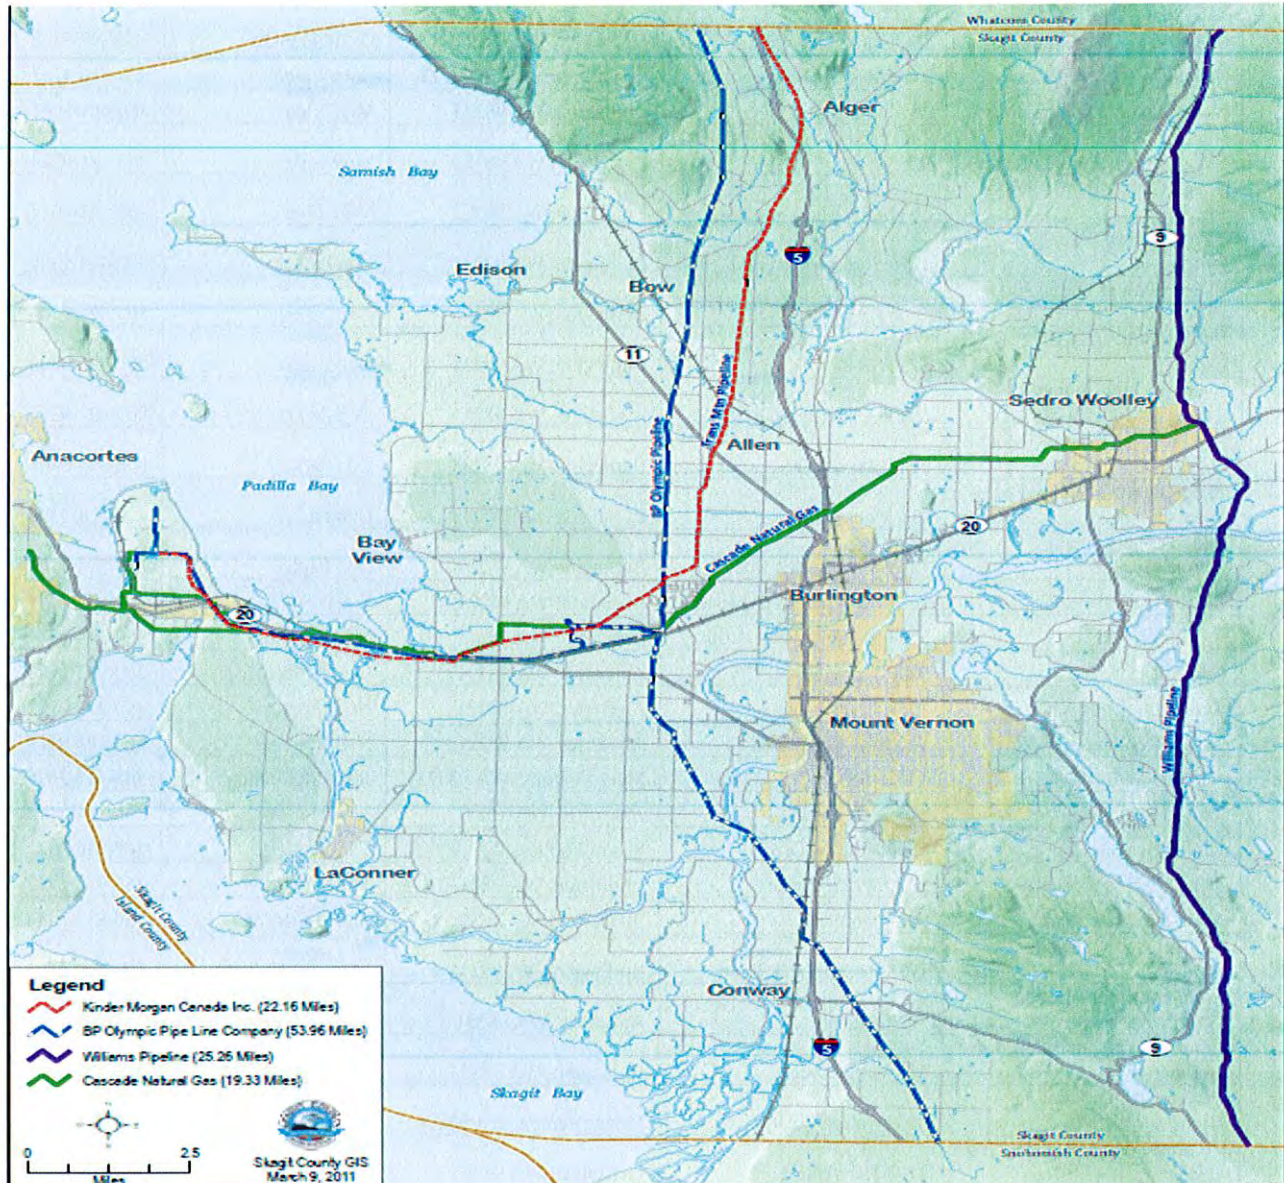 Whatcom County
Skagit County
Alger
Samish Bay
9
5
Edison
Bow
11
Trans Mtn Pipeline
Sedro Woolley
BP Olympic Pipeline
Allen
Anacortes
Padilla Bay
Cascade Natural Gas
20
Bay
View
Burlington
20
Mount Vernon
Williams Pipeline
LaConner
Skagit County
Island County
Conway
5
9
Skagit Bay
Skagit County
Snohomish County
Legend
Kinder Morgan Canada Inc. (22.16 Miles)
BP Olympic Pipe Line Company (53.96 Miles)
Williams Pipeline (25.26 Miles)
Cascade Natural Gas (19.33 Miles)
0 2.5
Miles
Skagit County GIS
March 9, 2011